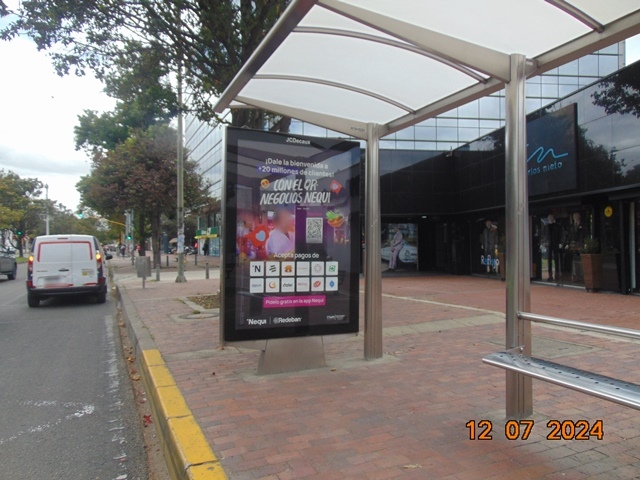 JCDecaux
¡Dale la bienvenida a
+20 millones de clientes!
CON EL QR
NEGOCIOS NEQUI
Acepta pagos de
Pídelo gratis en la app Nequi
Nequi Redeban
12 07 2024